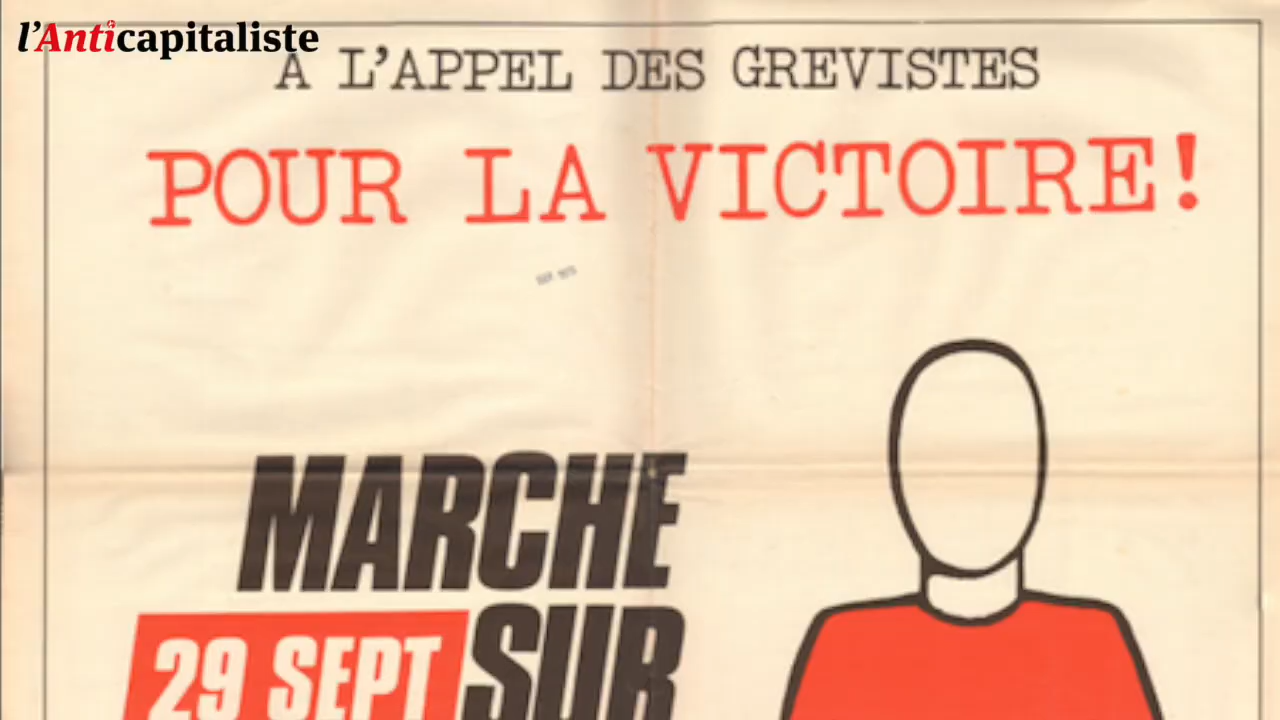 l'Anticapitaliste
A L'APPEL DES GREVISTES
POUR LA VICTOIRE!
MARCHE
29 SEPT SUR